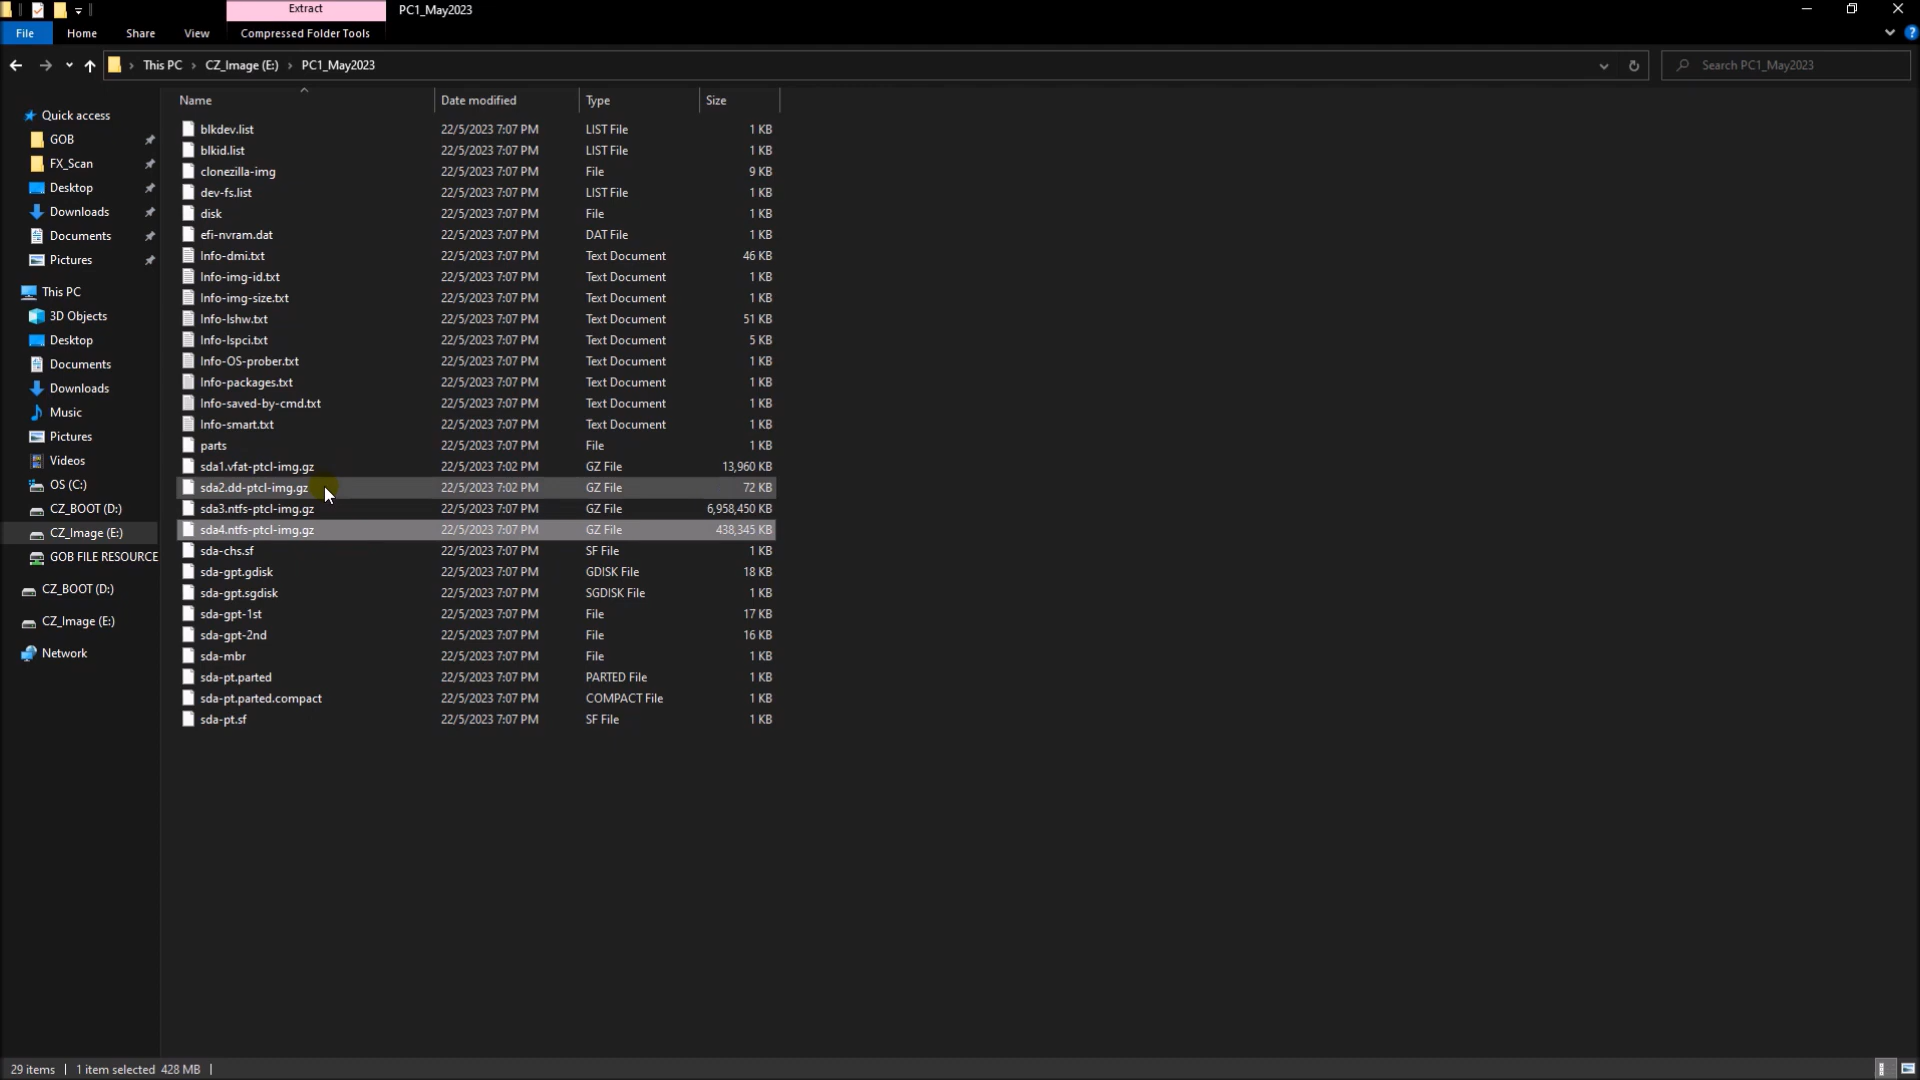 Extract
PC1_May2023
File
Home
Share
View
Compressed Folder Tools
This PC
CZ_Image (E:)
PC1_May2023
Search PC1_May2023
Quick access
GOB
FX_Scan
Desktop
Downloads
Documents
Pictures
This PC
3D Objects
Desktop
Documents
Downloads
Music
Pictures
Videos
OS (C:)
CZ_BOOT (D:)
CZ_Image (E:)
GOB FILE RESOURCE
CZ_BOOT (D:)
CZ_Image (E:)
Network
Name Date modified Type Size
blkdev.list 22/5/2023 7:07 PM LIST File 1 KB
blkid.list 22/5/2023 7:07 PM LIST File 1 KB
clonezilla-img 22/5/2023 7:07 PM File 9 KB
dev-fs.list 22/5/2023 7:07 PM LIST File 1 KB
disk 22/5/2023 7:07 PM File 1 KB
efi-nvram.dat 22/5/2023 7:07 PM DAT File 1 KB
Info-dmi.txt 22/5/2023 7:07 PM Text Document 46 KB
Info-img-id.txt 22/5/2023 7:07 PM Text Document 1 KB
Info-img-size.txt 22/5/2023 7:07 PM Text Document 1 KB
Info-lshw.txt 22/5/2023 7:07 PM Text Document 51 KB
Info-lspci.txt 22/5/2023 7:07 PM Text Document 5 KB
Info-OS-prober.txt 22/5/2023 7:07 PM Text Document 1 KB
Info-packages.txt 22/5/2023 7:07 PM Text Document 1 KB
Info-saved-by-cmd.txt 22/5/2023 7:07 PM Text Document 1 KB
Info-smart.txt 22/5/2023 7:07 PM Text Document 1 KB
parts 22/5/2023 7:07 PM File 1 KB
sda1.vfat-ptcl-img.gz 22/5/2023 7:02 PM GZ File 13,960 KB
sda2.dd-ptcl-img.gz 22/5/2023 7:02 PM GZ File 72 KB
sda3.ntfs-ptcl-img.gz 22/5/2023 7:07 PM GZ File 6,958,450 KB
sda4.ntfs-ptcl-img.gz 22/5/2023 7:07 PM GZ File 438,345 KB
sda-chs.sf 22/5/2023 7:07 PM SF File 1 KB
sda-gpt.gdisk 22/5/2023 7:07 PM GDISK File 18 KB
sda-gpt.sgdisk 22/5/2023 7:07 PM SGDISK File 1 KB
sda-gpt-1st 22/5/2023 7:07 PM File 17 KB
sda-gpt-2nd 22/5/2023 7:07 PM File 16 KB
sda-mbr 22/5/2023 7:07 PM File 1 KB
sda-pt.parted 22/5/2023 7:07 PM PARTED File 1 KB
sda-pt.parted.compact 22/5/2023 7:07 PM COMPACT File 1 KB
sda-pt.sf 22/5/2023 7:07 PM SF File 1 KB
29 items 1 item selected 428 MB